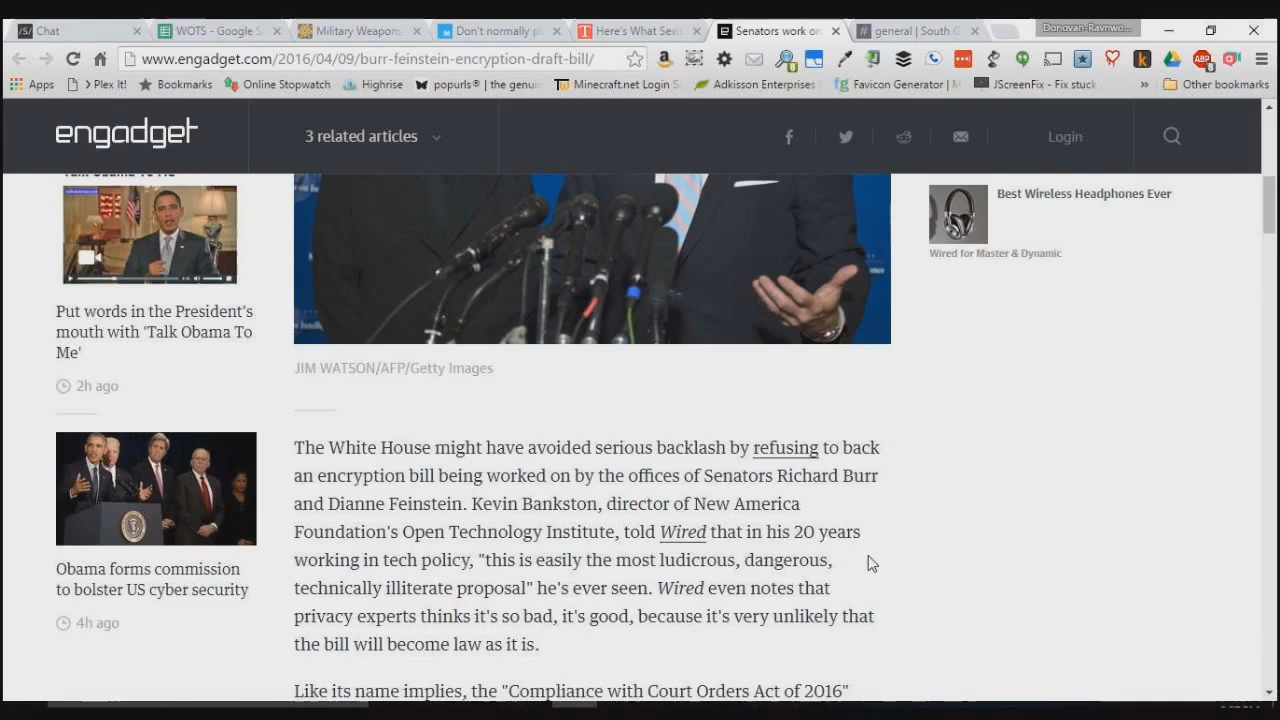 Chat
WOTS - Google S
Military Weapons
Don't normally p
Here's What Sex
Senators work on
general | South
Donovan-Ravnwo...
www.engadget.com/2016/04/09/burr-feinstein-encryption-draft-bill/
Apps
> Plex It!
Bookmarks
Online Stopwatch
Highrise
popurls® | the genuin
Minecraft.net Login S
Adkisson Enterprises
Favicon Generator |
JScreenFix - Fix stuck
»
Other bookmarks
engadget
3 related articles
Login
Talk Obama To Me
Put words in the President's
mouth with 'Talk Obama To
Me'
2h ago
Obama forms commission
to bolster US cyber security
4h ago
JIM WATSON/AFP/Getty Images
The White House might have avoided serious backlash by refusing to back
an encryption bill being worked on by the offices of Senators Richard Burr
and Dianne Feinstein. Kevin Bankston, director of New America
Foundation's Open Technology Institute, told Wired that in his 20 years
working in tech policy, "this is easily the most ludicrous, dangerous,
technically illiterate proposal" he's ever seen. Wired even notes that
privacy experts thinks it's so bad, it's good, because it's very unlikely that
the bill will become law as it is.
Like its name implies, the "Compliance with Court Orders Act of 2016"
Best Wireless Headphones Ever
Wired for Master & Dynamic